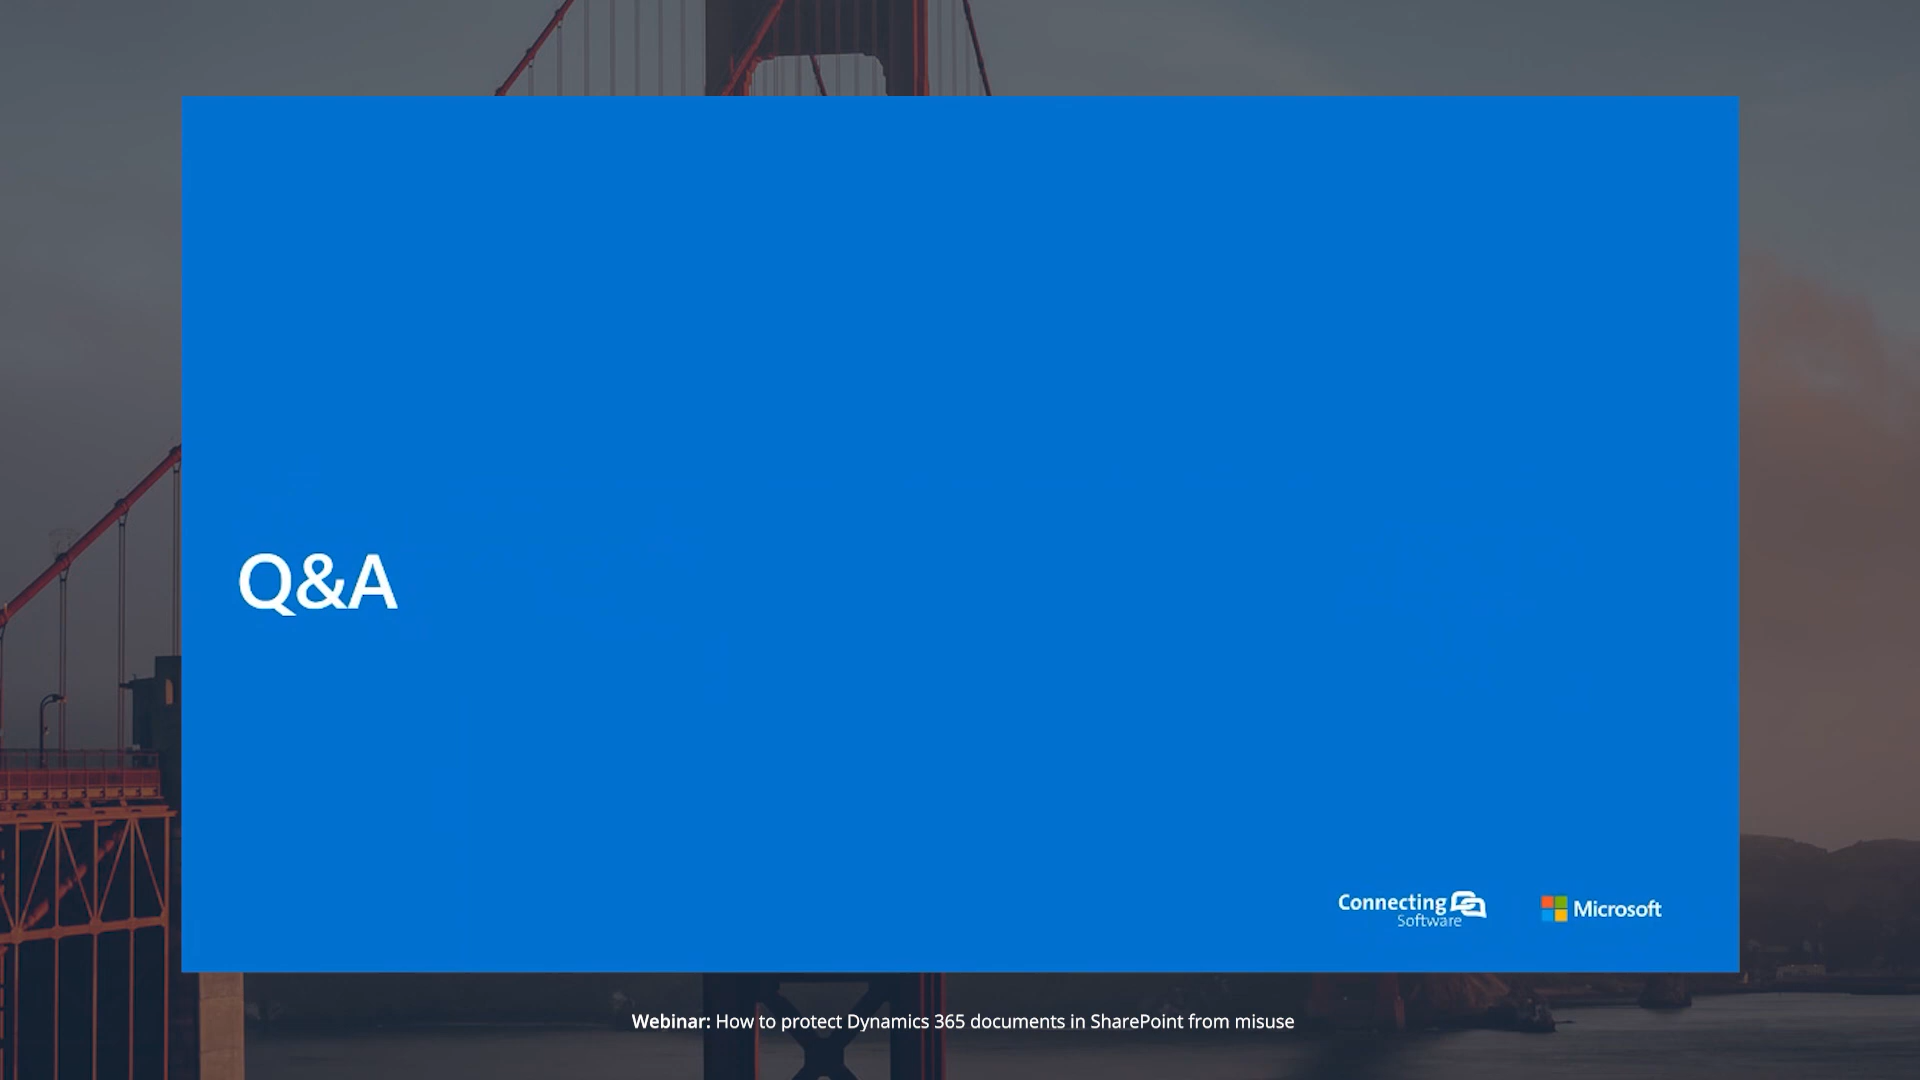 Q&A
Connecting
Software
Microsoft
Webinar: How to protect Dynamics 365 documents in SharePoint from misuse